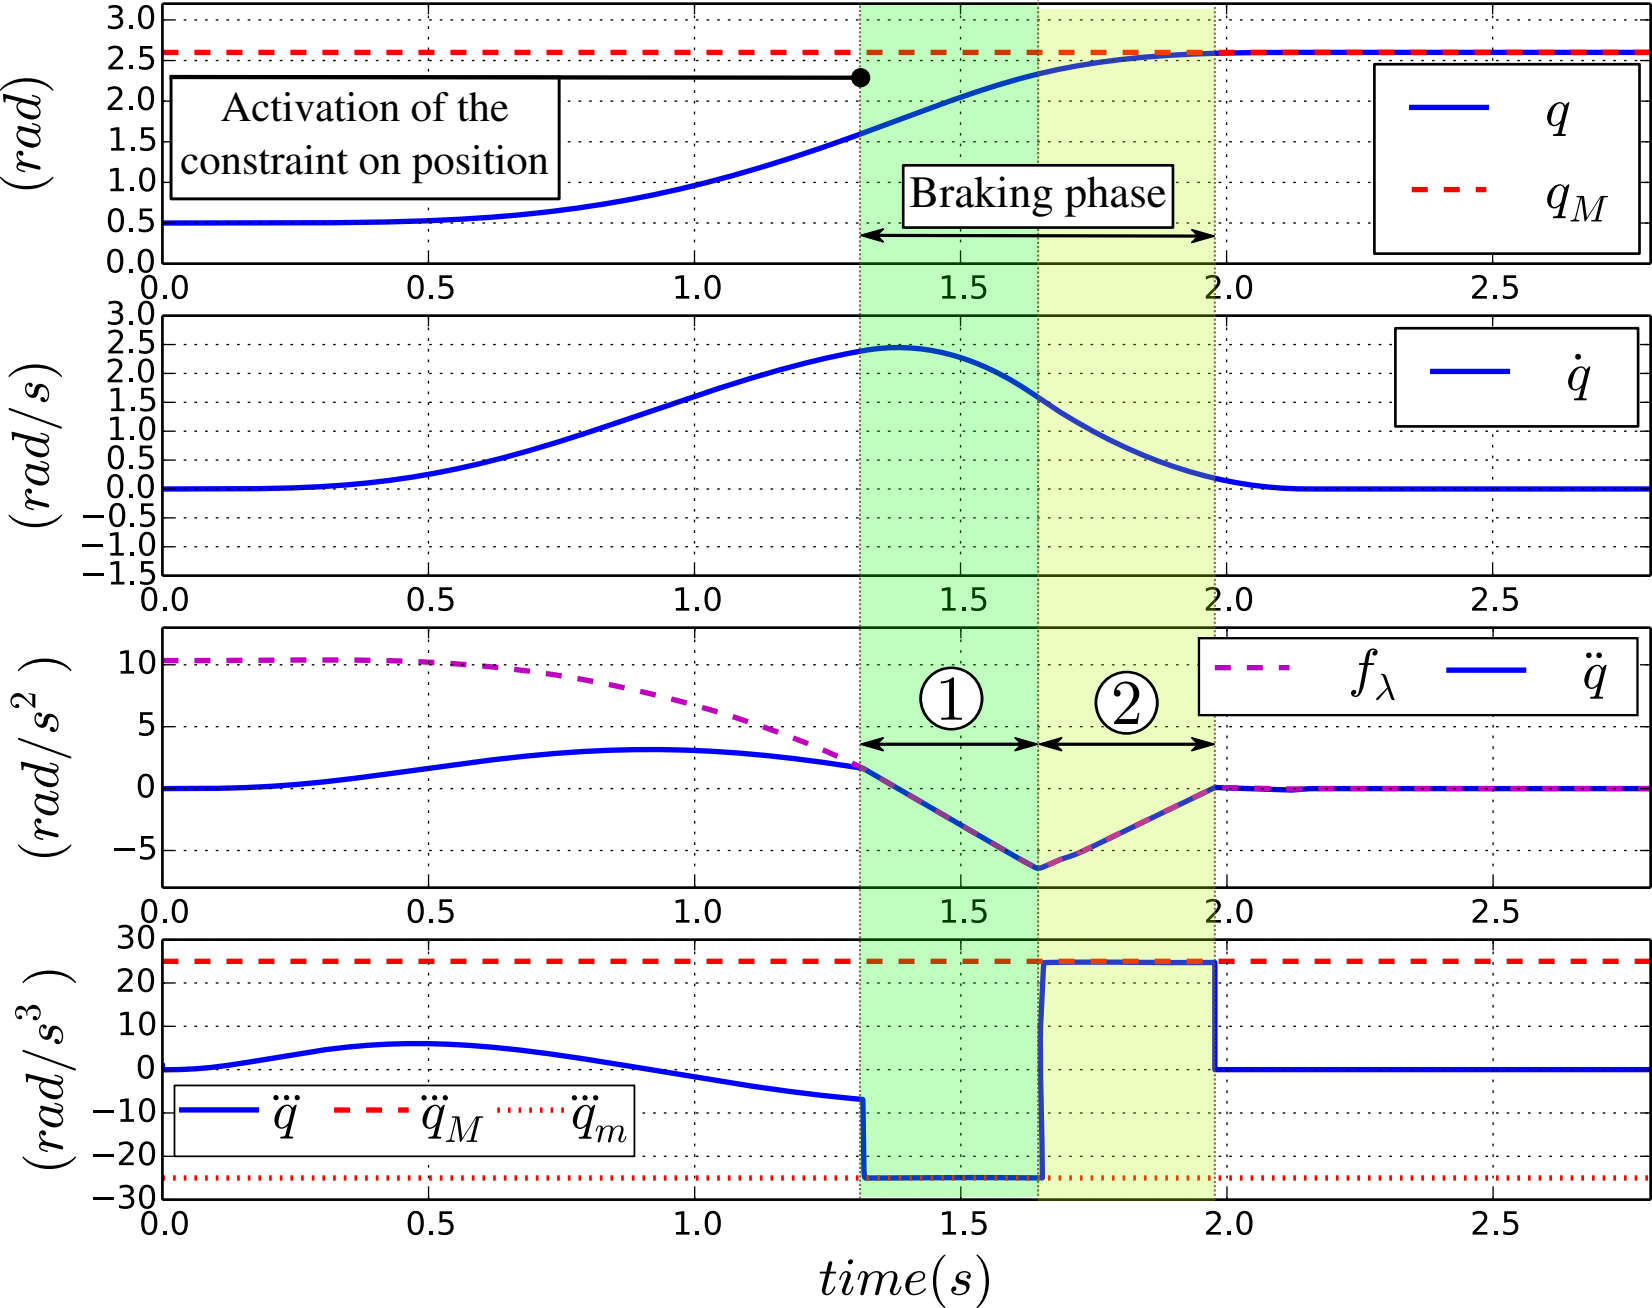 3.0
2.5
2.0
1.5
1.0
0.5
0.0
(rad)
Activation of the
constraint on position
Braking phase
q
q_M
0.0 0.5 1.0 1.5 2.0 2.5
3.0
2.5
2.0
1.5
1.0
0.5
0.0
−0.5
−1.0
−1.5
(rad/s)
q̇
0.0 0.5 1.0 1.5 2.0 2.5
10
5
0
−5
(rad/s²)
1 2
f_λ q̈
0.0 0.5 1.0 1.5 2.0 2.5
30
20
10
0
−10
−20
−30
(rad/s³)
q⃛ q⃛_M q⃛_m
0.0 0.5 1.0 1.5 2.0 2.5
time(s)